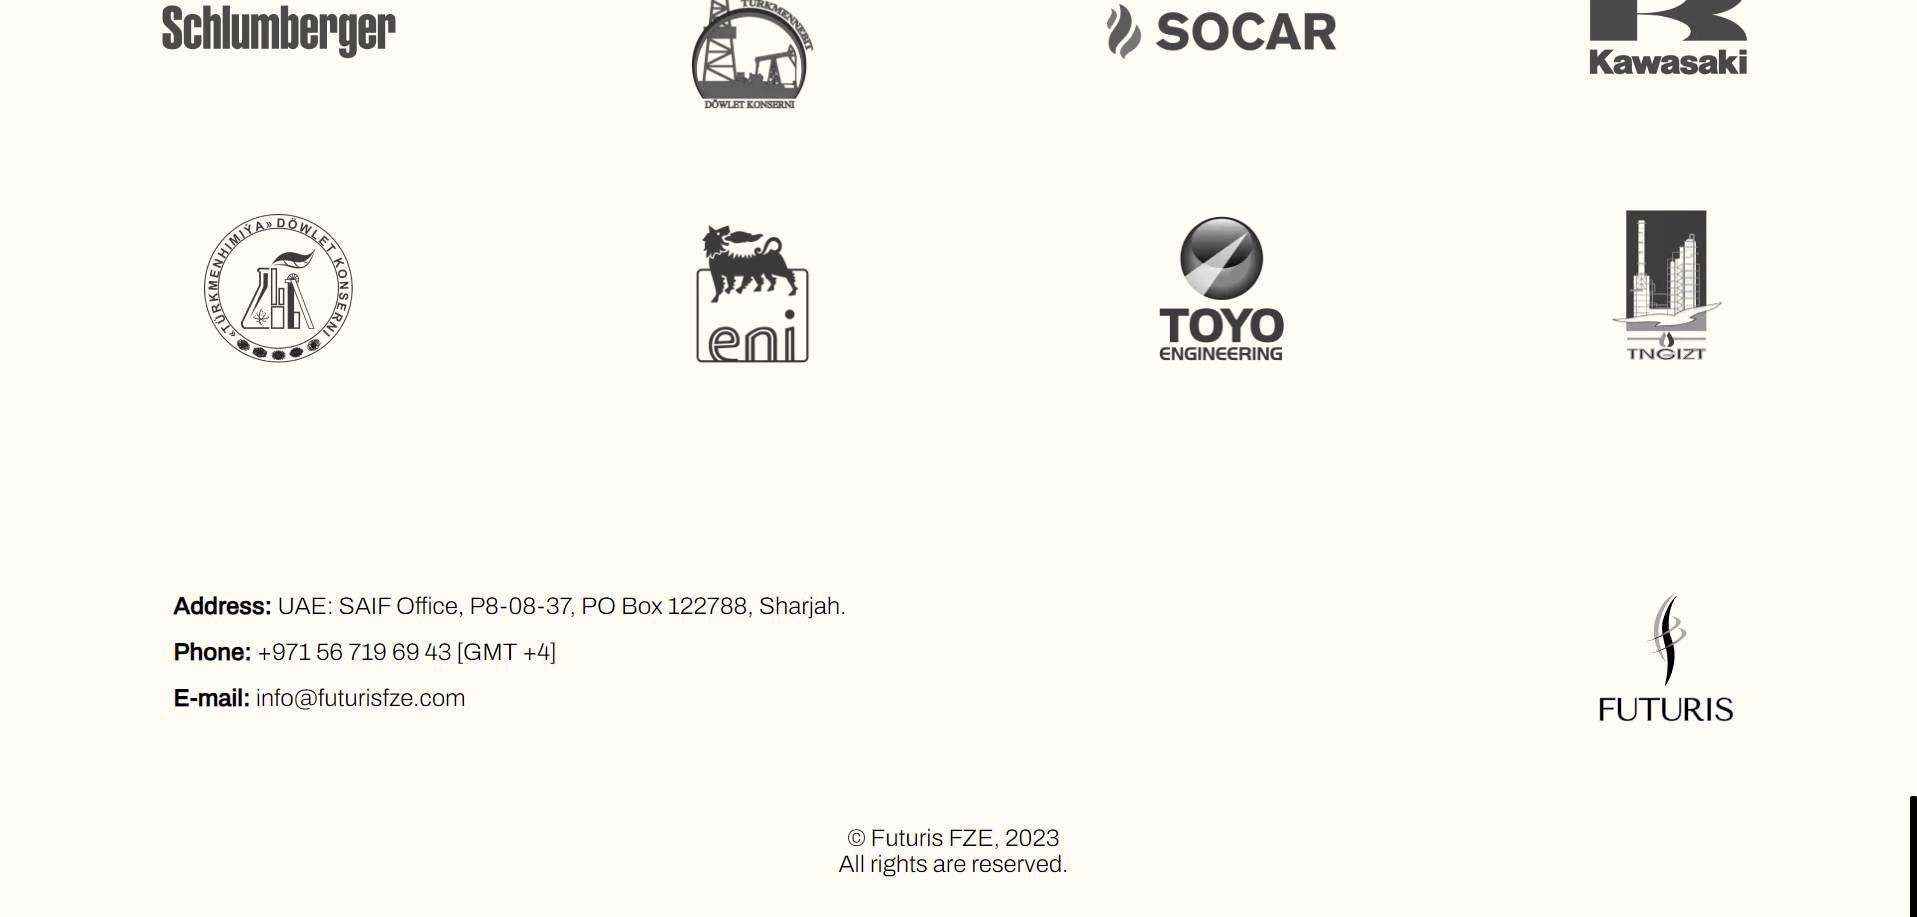 Schlumberger
TÜRKMENNEBIT
DÖWLET KONSERNI
SOCAR
Kawasaki
«TÜRKMENHIMIÝA» DÖWLET KONSERNI
eni
TOYO
ENGINEERING
TNGIZT
Address: UAE: SAIF Office, P8-08-37, PO Box 122788, Sharjah.
Phone: +971 56 719 69 43 [GMT +4]
E-mail: info@futurisfze.com
FUTURIS
© Futuris FZE, 2023
All rights are reserved.